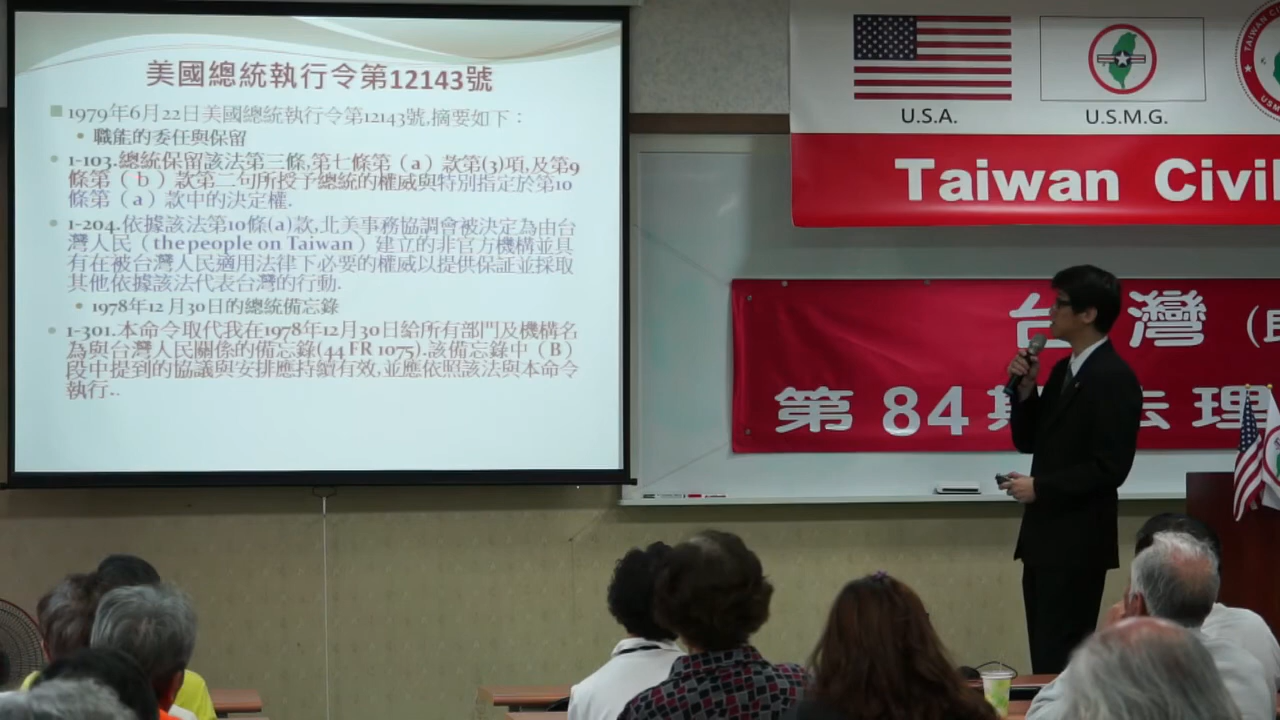 美國總統執行令第12143號
1979年6月22日美國總統執行令第12143號,摘要如下：
職能的委任與保留
1-103.總統保留該法第三條,第七條第（a）款第(3)項,及第9
條第（b）款第二句所授予總統的權威與特別指定於第10
條第（a）款中的決定權.
1-204.依據該法第10條(a)款,北美事務協調會被決定為由台
灣人民（the people on Taiwan）建立的非官方機構並具
有在被台灣人民適用法律下必要的權威以提供保証並採取
其他依據該法代表台灣的行動.
1978年12月30日的總統備忘錄
1-301.本命令取代我在1978年12月30日給所有部門及機構名
為與台灣人民關係的備忘錄(44 FR 1075).該備忘錄中（B）
段中提到的協議與安排應持續有效,並應依照該法與本命令
執行..
U.S.A.
U.S.M.G.
Taiwan Civil
台灣
第84期法理